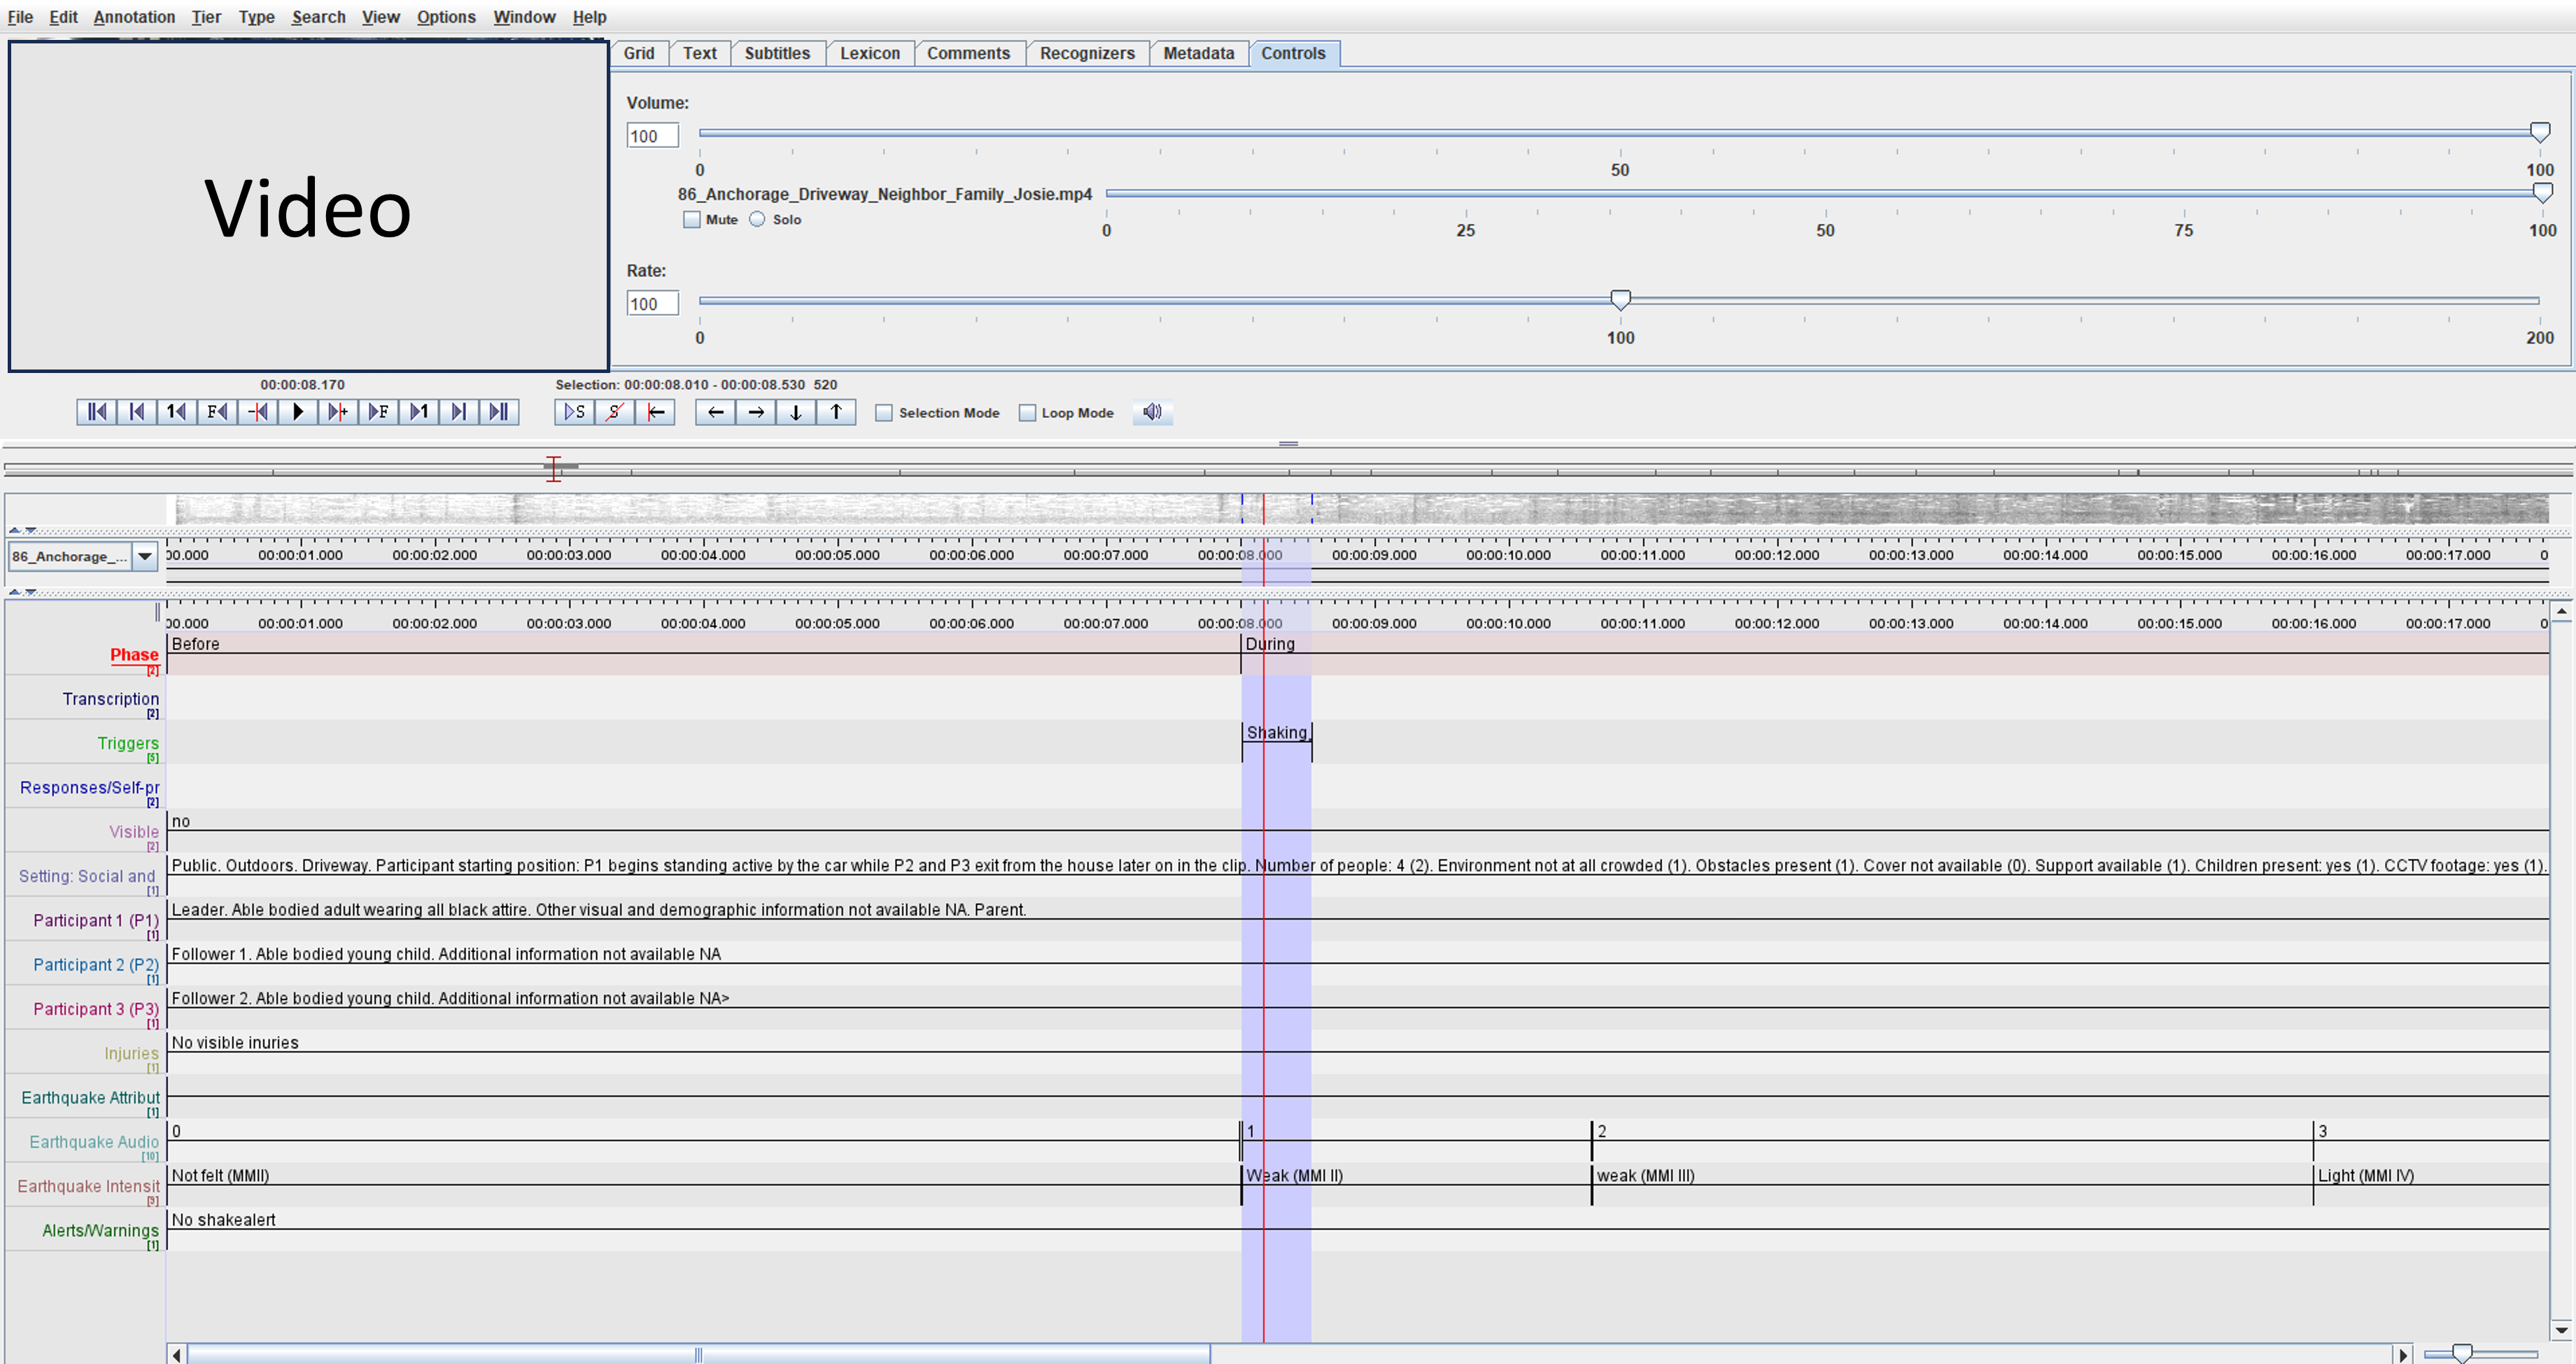 File Edit Annotation Tier Type Search View Options Window Help
Grid Text Subtitles Lexicon Comments Recognizers Metadata Controls
Video
Volume:
100
0 50 100
86_Anchorage_Driveway_Neighbor_Family_Josie.mp4
Mute Solo
0 25 50 75 100
Rate:
100
0 100 200
00:00:08.170 Selection: 00:00:08.010 - 00:00:08.530 520
1 F F 1 S S Selection Mode Loop Mode
86_Anchorage_... 00.000 00:00:01.000 00:00:02.000 00:00:03.000 00:00:04.000 00:00:05.000 00:00:06.000 00:00:07.000 00:00:08.000 00:00:09.000 00:00:10.000 00:00:11.000 00:00:12.000 00:00:13.000 00:00:14.000 00:00:15.000 00:00:16.000 00:00:17.000 0
00.000 00:00:01.000 00:00:02.000 00:00:03.000 00:00:04.000 00:00:05.000 00:00:06.000 00:00:07.000 00:00:08.000 00:00:09.000 00:00:10.000 00:00:11.000 00:00:12.000 00:00:13.000 00:00:14.000 00:00:15.000 00:00:16.000 00:00:17.000 0
Phase Before During
[2]
Transcription
[2]
Triggers Shaking,
[5]
Responses/Self-pr
[2]
Visible no
[2]
Setting: Social and Public. Outdoors. Driveway. Participant starting position: P1 begins standing active by the car while P2 and P3 exit from the house later on in the clip. Number of people: 4 (2). Environment not at all crowded (1). Obstacles present (1). Cover not available (0). Support available (1). Children present: yes (1). CCTV footage: yes (1).
[1]
Participant 1 (P1) Leader. Able bodied adult wearing all black attire. Other visual and demographic information not available NA. Parent.
[1]
Participant 2 (P2) Follower 1. Able bodied young child. Additional information not available NA
[1]
Participant 3 (P3) Follower 2. Able bodied young child. Additional information not available NA>
[1]
Injuries No visible inuries
[1]
Earthquake Attribut
[1]
Earthquake Audio 0 1 2 3
[10]
Earthquake Intensit Not felt (MMII) Weak (MMI II) weak (MMI III) Light (MMI IV)
[9]
Alerts/Warnings No shakealert
[1]